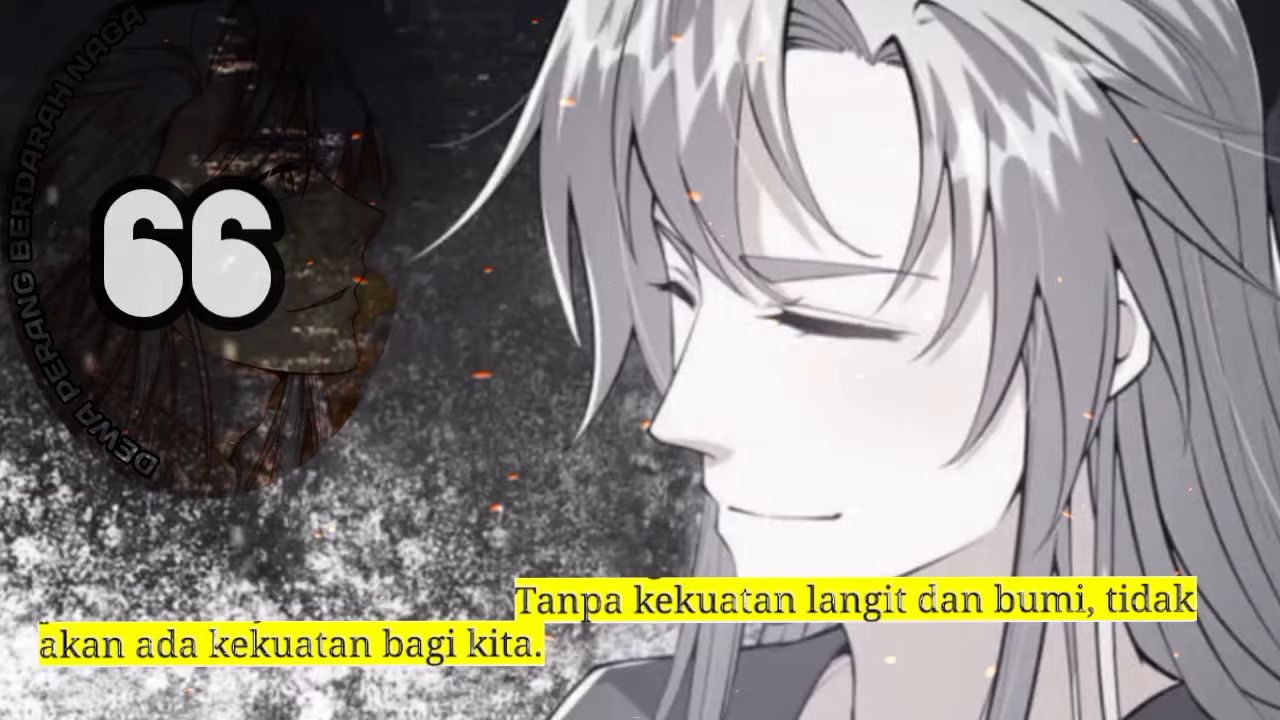 DEWA PERANG BERDARAH NAGA
66
Tanpa kekuatan langit dan bumi, tidak
akan ada kekuatan bagi kita.